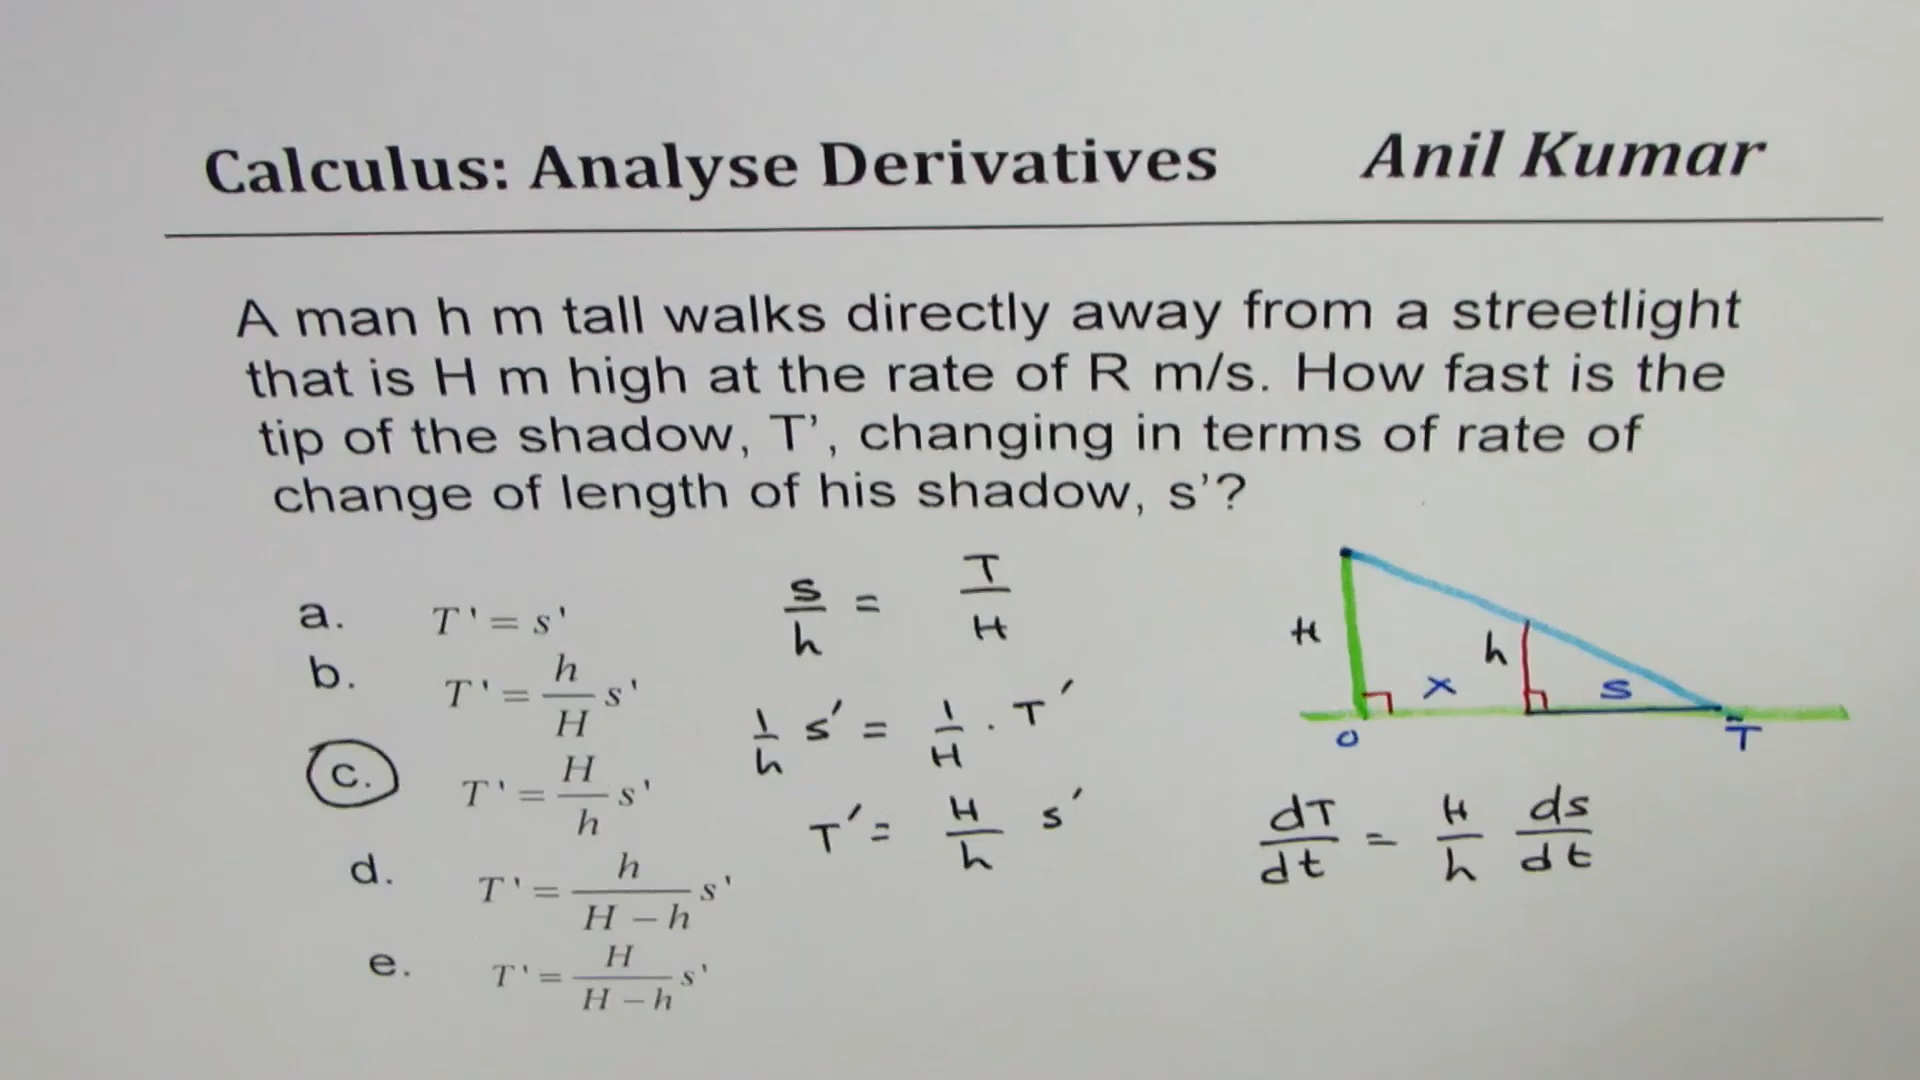 Calculus: Analyse Derivatives Anil Kumar
A man h m tall walks directly away from a streetlight
that is H m high at the rate of R m/s. How fast is the
tip of the shadow, T’, changing in terms of rate of
change of length of his shadow, s’?
a. T' = s'
b. T' = h/H s'
c. T' = H/h s'
d. T' = h/(H – h) s'
e. T' = H/(H – h) s'
s/h = T/H
1/h s' = 1/H · T'
T' = H/h s'
H h
x s
O T
dT/dt = H/h ds/dt